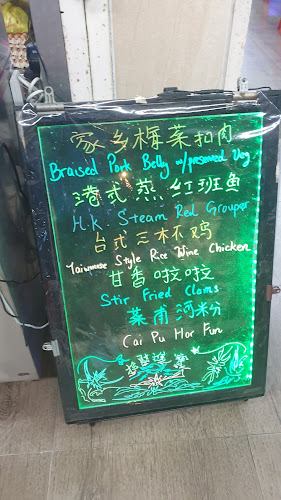 家乡梅菜扣肉
Braised Pork Belly w/preserved Veg
港式蒸红班鱼
H.K. Steam Red Grouper
台式三杯鸡
Taiwanese Style Rice Wine Chicken
甘香啦啦
Stir Fried Clams
菜甫河粉
Cai Pu Hor Fun